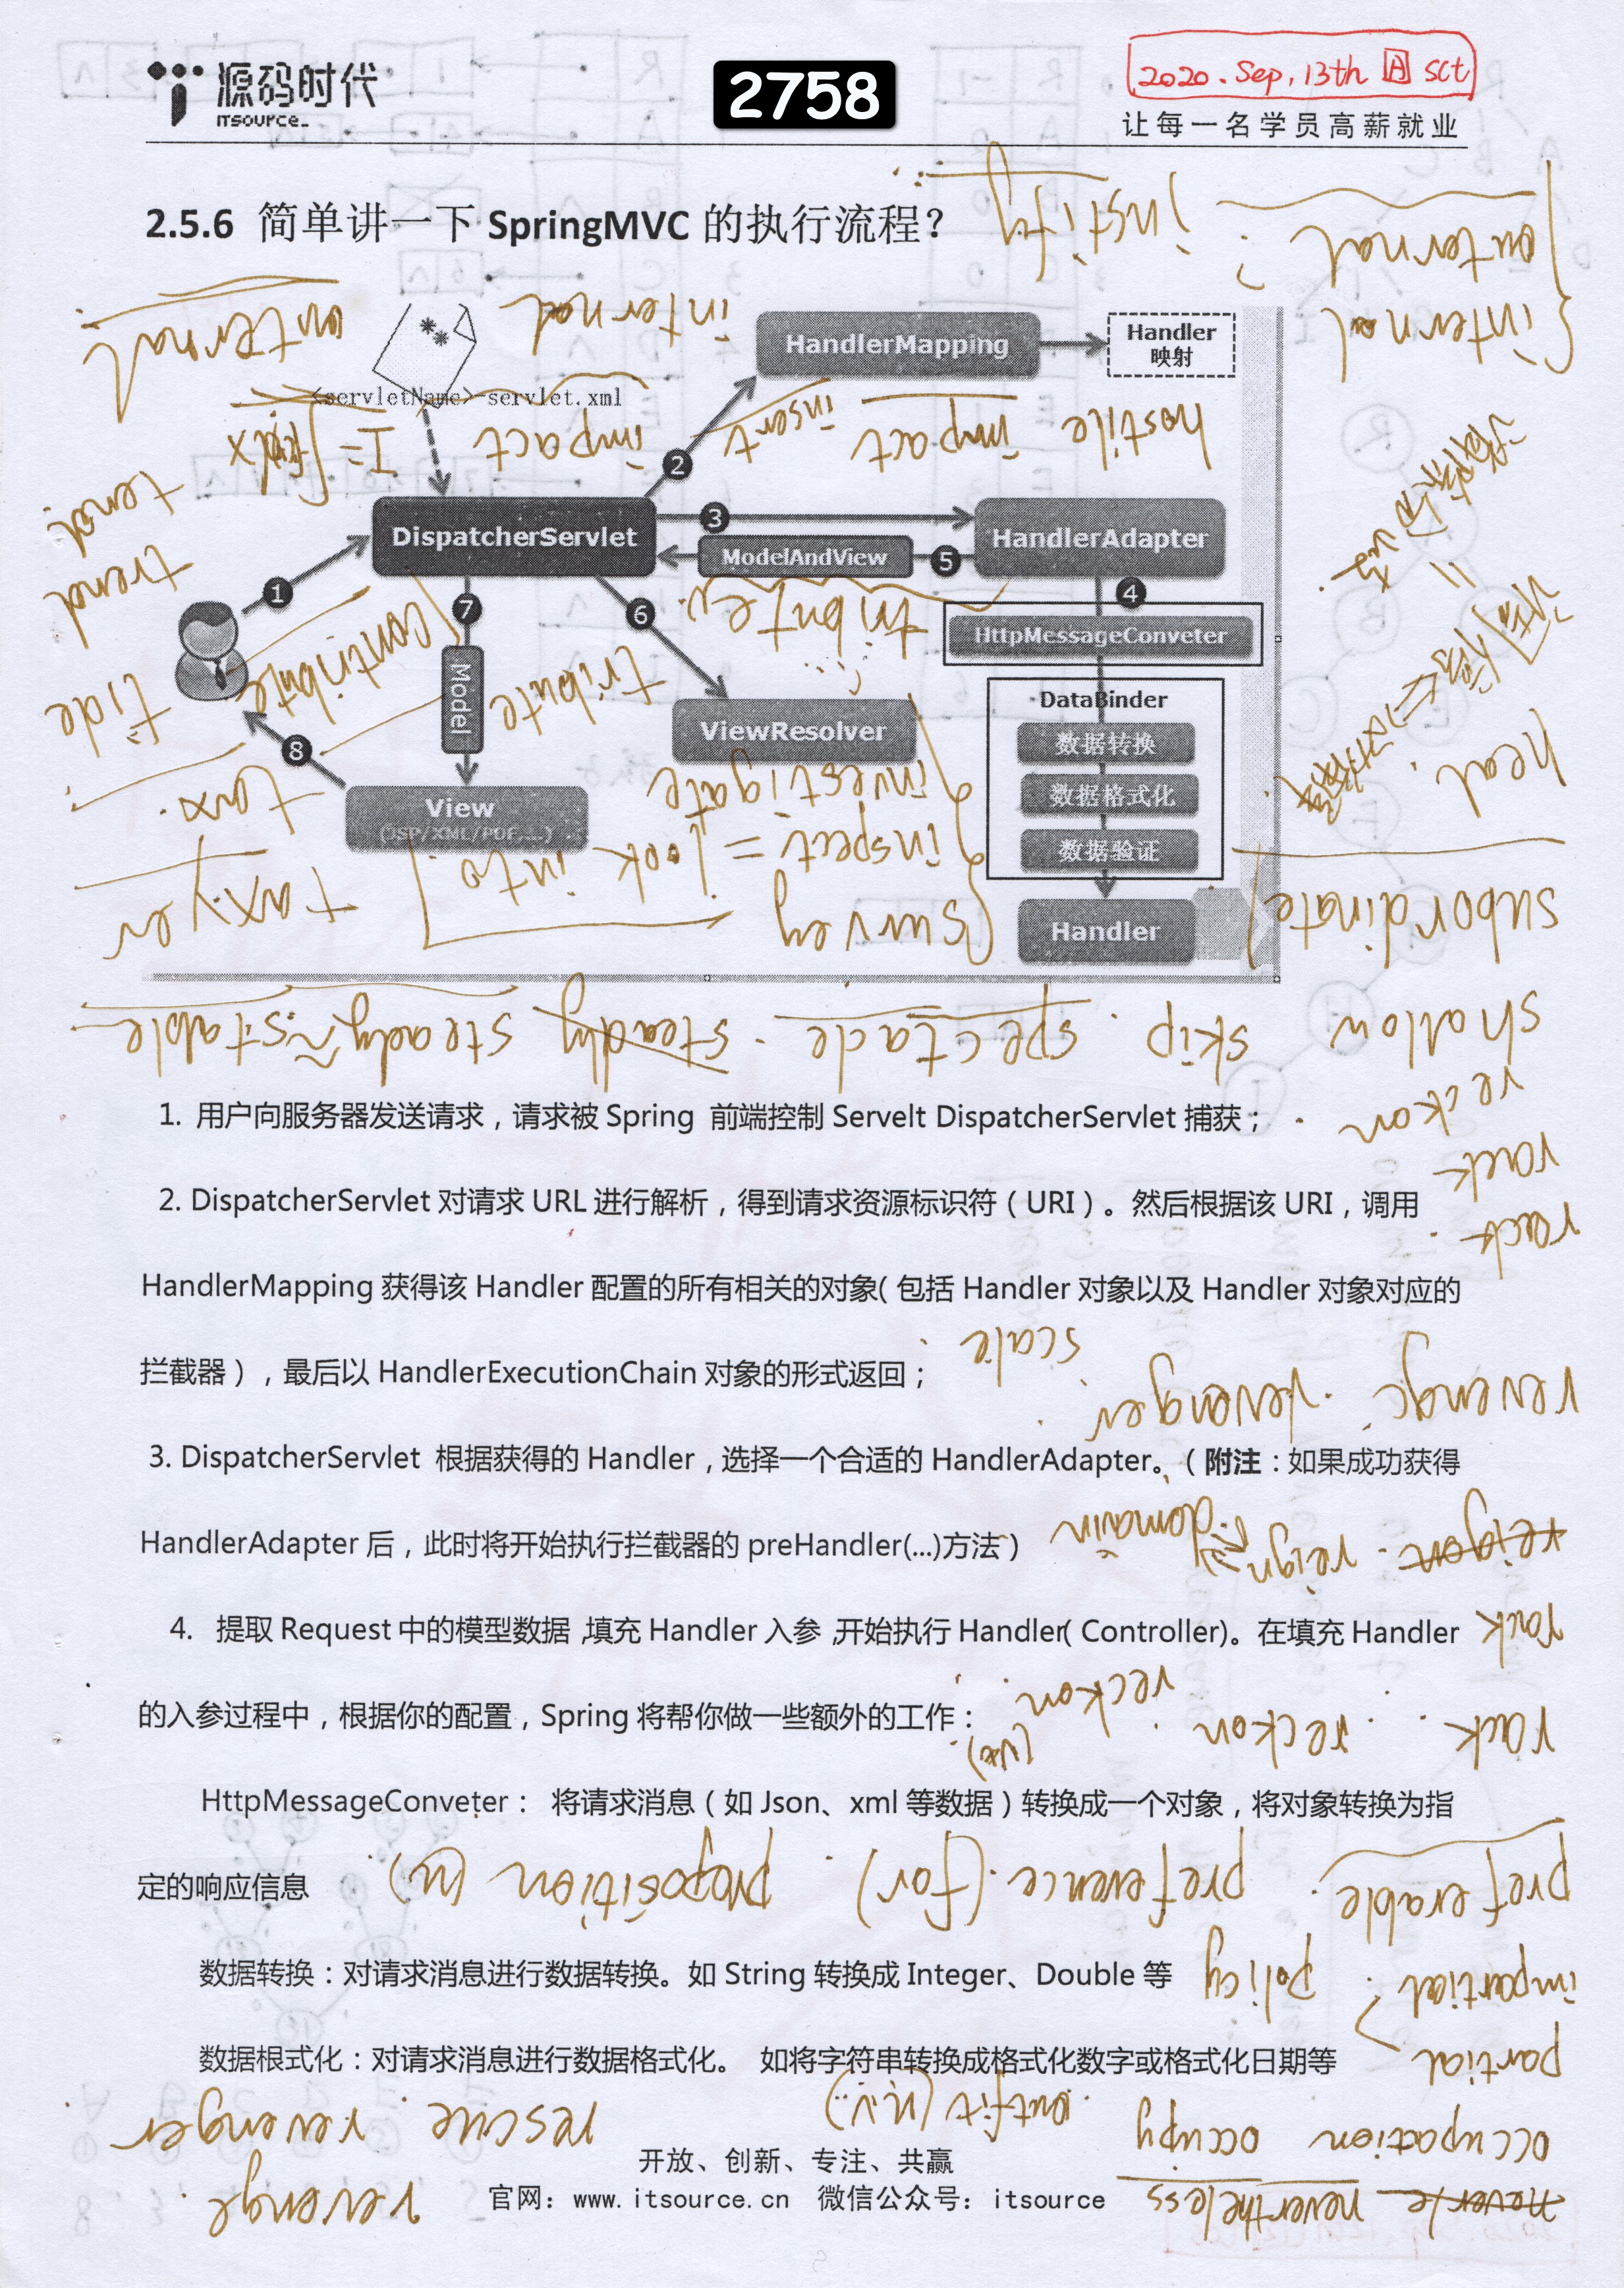 源码时代
ITSOURCE_
2758
2020. Sep, 13th 日 sct
让每一名学员高薪就业
2.5.6 简单讲一下 SpringMVC 的执行流程?
justify
external
internal
external
internal
HandlerMapping
Handler
映射
<servletName>-servlet.xml
hostile impact insert impact I=∫f(x)dx
2
DispatcherServlet
3
ModelAndView
5
HandlerAdapter
4
HttpMessageConveter
1
7
6
Model
8
tend
trend
tide
contribute
contribute
tribute
tribute
tax
ViewResolver
DataBinder
数据转换
数据格式化
数据验证
Handler
View
(JSP/XML/PDF...)
investigate
inspect = look into
survey
heal
subordinate
shallow skip . spectacle . steady steady ~ stable
reckon
1. 用户向服务器发送请求，请求被 Spring 前端控制 Servelt DispatcherServlet 捕获；
rack
2. DispatcherServlet 对请求 URL 进行解析，得到请求资源标识符（URI）。然后根据该 URI，调用
rack
HandlerMapping 获得该 Handler 配置的所有相关的对象( 包括 Handler 对象以及 Handler 对象对应的
scale
拦截器），最后以 HandlerExecutionChain 对象的形式返回；
revenge . revenger
3. DispatcherServlet 根据获得的 Handler，选择一个合适的 HandlerAdapter。（附注：如果成功获得
HandlerAdapter 后，此时将开始执行拦截器的 preHandler(...)方法）
reign domain
4. 提取 Request 中的模型数据 ,填充 Handler 入参 ,开始执行 Handler( Controller)。在填充 Handler
rack
的入参过程中，根据你的配置，Spring 将帮你做一些额外的工作：
rack . reckon . reckon (vt)
HttpMessageConveter： 将请求消息（如 Json、xml 等数据）转换成一个对象，将对象转换为指
定的响应信息
preferable . preference (for) . proposition (n)
数据转换：对请求消息进行数据转换。如 String 转换成 Integer、Double 等
impartial policy
数据根式化：对请求消息进行数据格式化。 如将字符串转换成格式化数字或格式化日期等
partial
occupation occupy outfit (n.v) rescue revenger
开放、创新、专注、共赢
官网：www.itsource.cn 微信公众号：itsource
nevertheless revenge